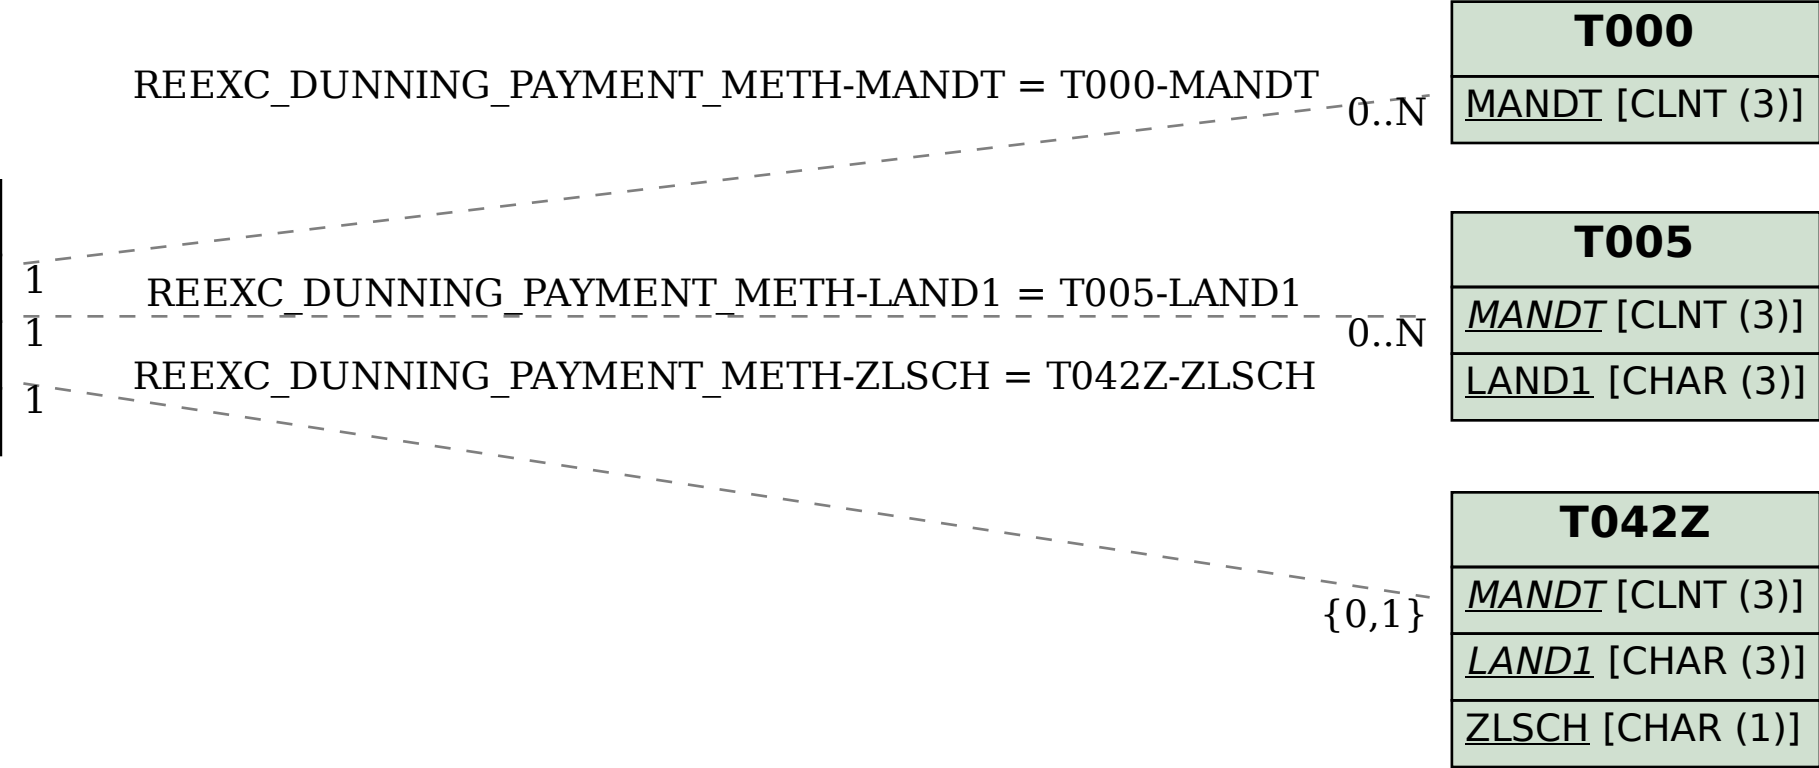 T000
REEXC_DUNNING_PAYMENT_METH-MANDT = T000-MANDT
0..N
MANDT [CLNT (3)]
T005
1
REEXC_DUNNING_PAYMENT_METH-LAND1 = T005-LAND1
MANDT [CLNT (3)]
1
0..N
REEXC_DUNNING_PAYMENT_METH-ZLSCH = T042Z-ZLSCH
LAND1 [CHAR (3)]
1
T042Z
MANDT [CLNT (3)]
{0,1}
LAND1 [CHAR (3)]
ZLSCH [CHAR (1)]